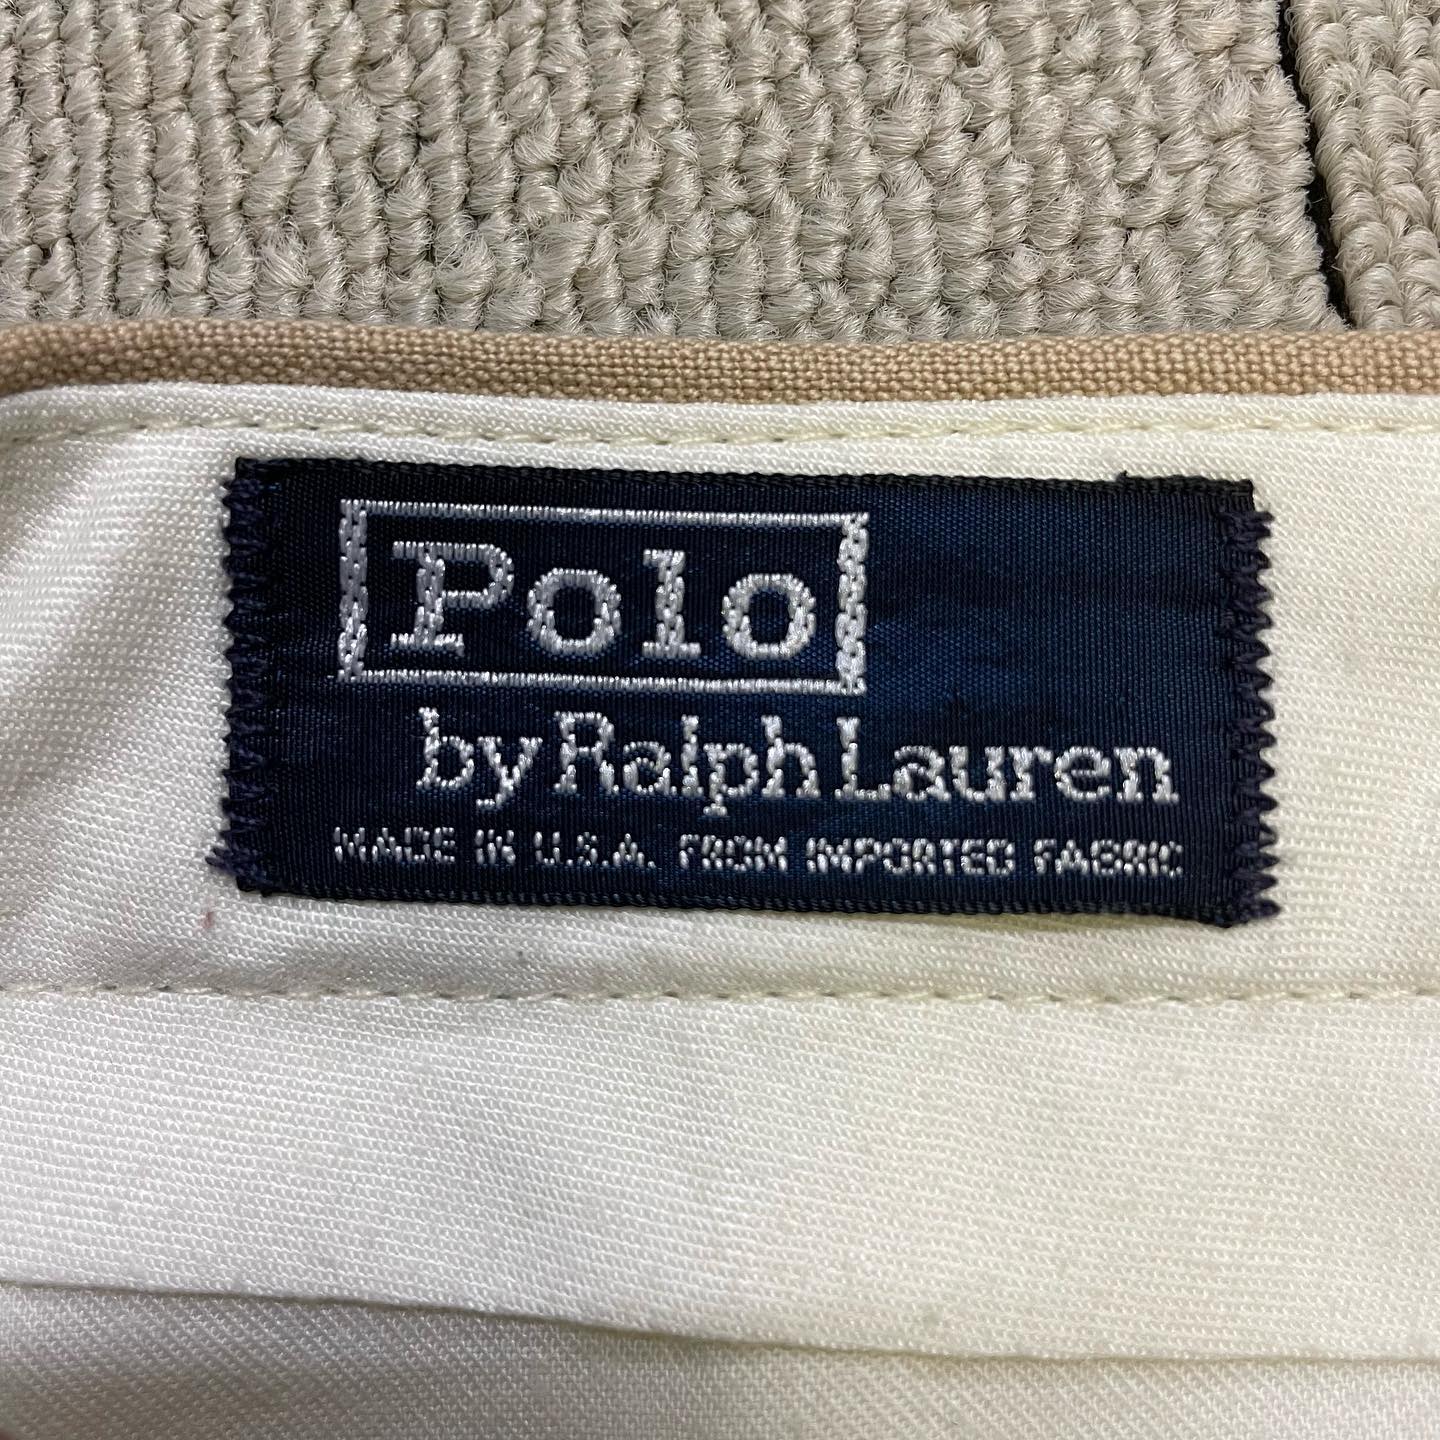 Polo
by Ralph Lauren
MADE IN U.S.A. FROM IMPORTED FABRIC